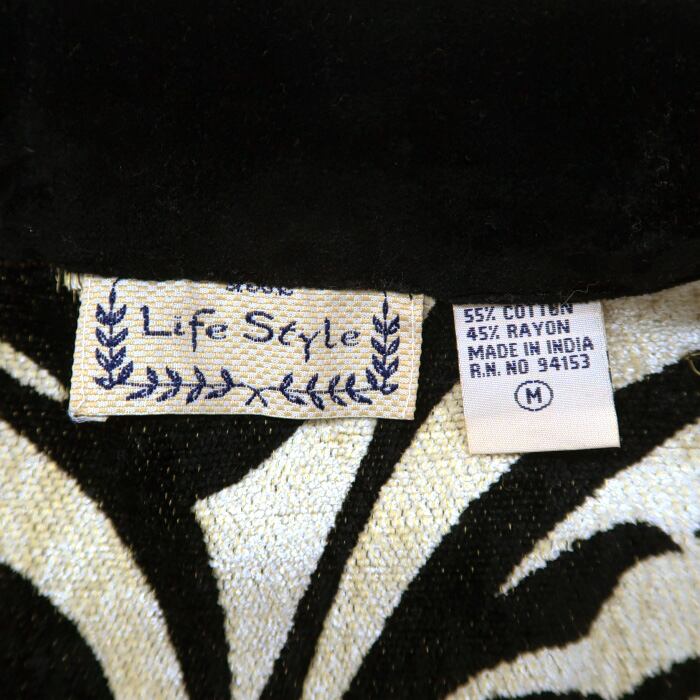 Life Style
55% COTTON
45% RAYON
MADE IN INDIA
R.N. NO 94153
M